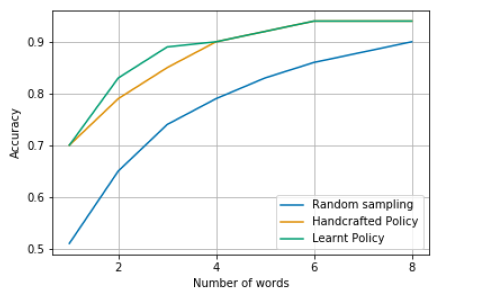 0.9
0.8
0.7
0.6
0.5
Accuracy
Random sampling
Handcrafted Policy
Learnt Policy
2 4 6 8
Number of words